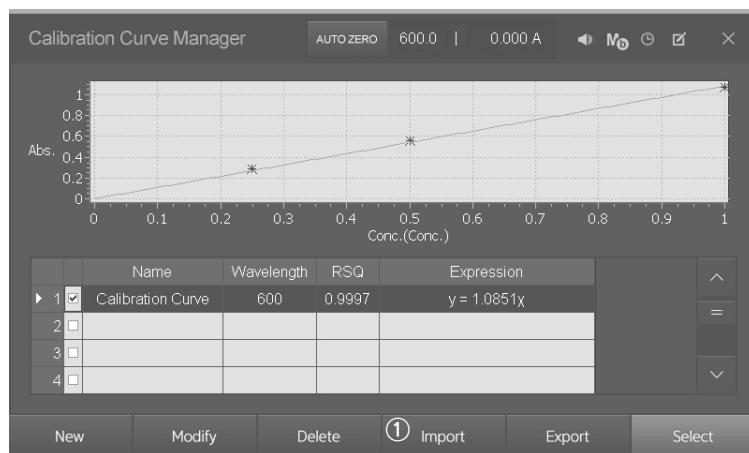 Calibration Curve Manager AUTO ZERO 600.0 | 0.000 A Mb
1
0.8
0.6
Abs. 0.4
0.2
0
0 0.1 0.2 0.3 0.4 0.5 0.6 0.7 0.8 0.9 1
Conc.(Conc.)
Name Wavelength RSQ Expression
1 Calibration Curve 600 0.9997 y = 1.0851x
2
3
4
New Modify Delete ① Import Export Select